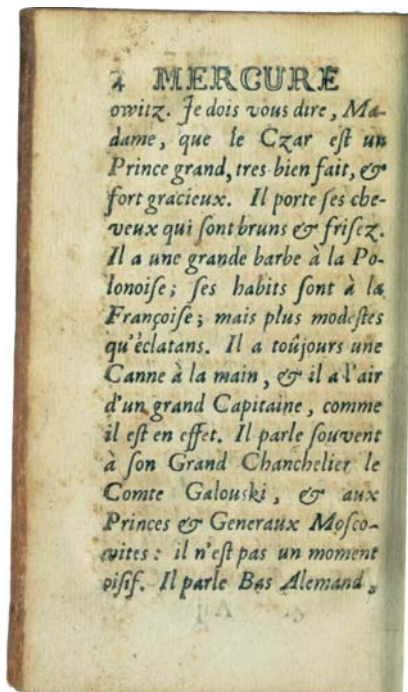 4 MERCURE
owitz. Je dois vous dire, Ma-
dame, que le Czar eſt un
Prince grand, tres-bien fait, &
fort gracieux. Il porte ſes che-
veux qui ſont bruns & friſez.
Il a une grande barbe à la Po-
lonoiſe; ſes habits ſont à la
Françoiſe; mais plus modeſtes
qu'éclatans. Il a toûjours une
Canne à la main, & il a l'air
d'un grand Capitaine, comme
il eſt en effet. Il parle ſouvent
à ſon Grand Chanchelier le
Comte Galouski, & aux
Princes & Generaux Moſco-
vites: il n'eſt pas un moment
oiſif. Il parle Bas Alemand,